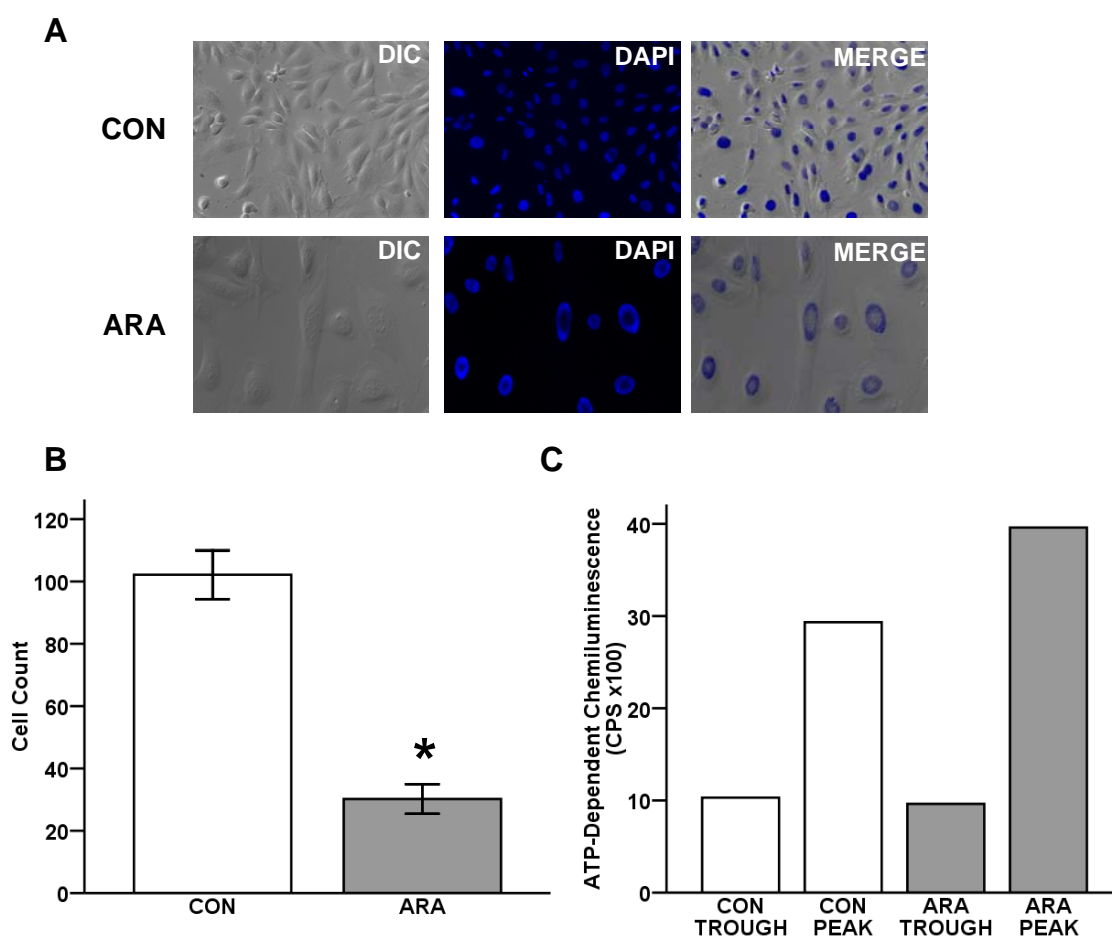 A
DIC
DAPI
MERGE
CON
DIC
DAPI
MERGE
ARA
B
120
100
80
60
40
20
0
Cell Count
*
CON
ARA
C
40
30
20
10
0
ATP-Dependent Chemiluminescence
(CPS x100)
CON
TROUGH
CON
PEAK
ARA
TROUGH
ARA
PEAK